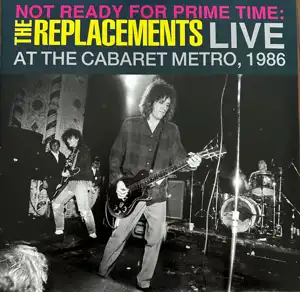 NOT READY FOR PRIME TIME:
THE REPLACEMENTS LIVE
AT THE CABARET METRO, 1986